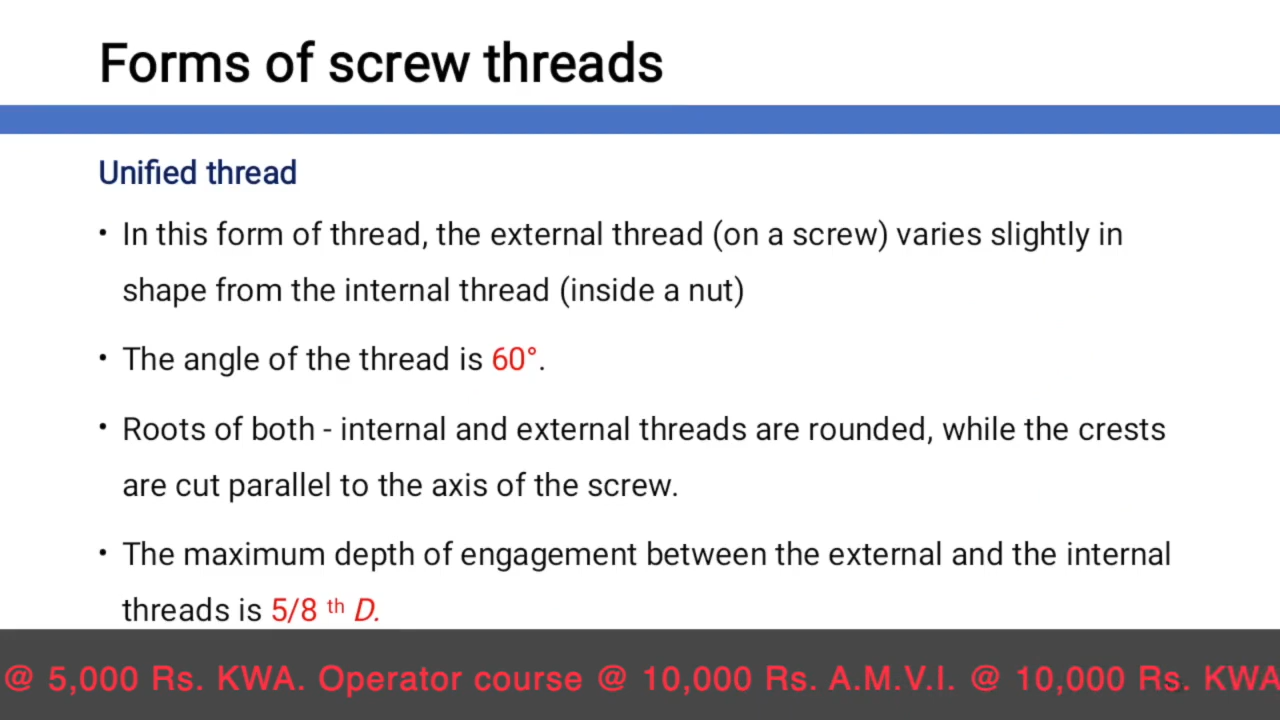 Forms of screw threads
Unified thread
• In this form of thread, the external thread (on a screw) varies slightly in
shape from the internal thread (inside a nut)
• The angle of the thread is 60°.
• Roots of both - internal and external threads are rounded, while the crests
are cut parallel to the axis of the screw.
• The maximum depth of engagement between the external and the internal
threads is 5/8 th D.
@ 5,000 Rs. KWA. Operator course @ 10,000 Rs. A.M.V.I. @ 10,000 Rs. KWA